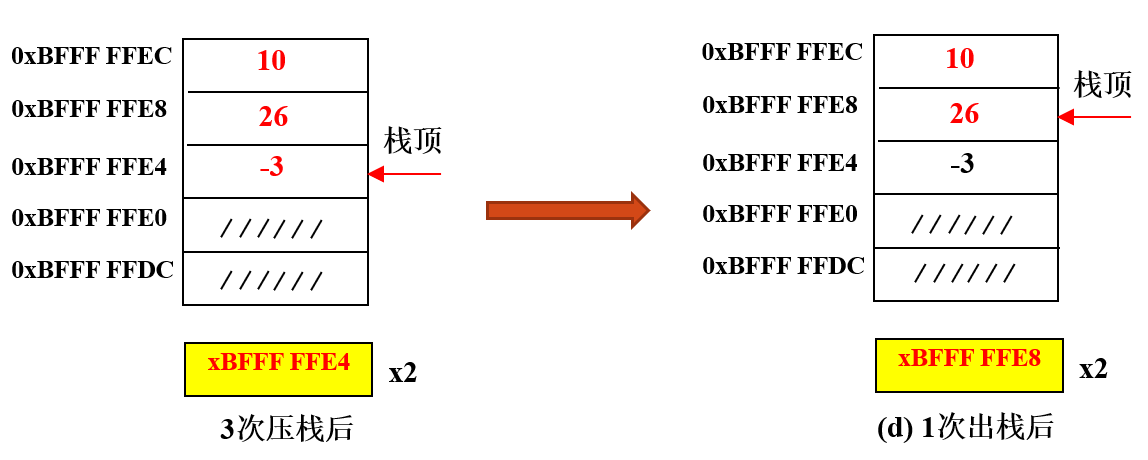 0xBFFF FFEC 10
0xBFFF FFE8 26
栈顶
0xBFFF FFE4 -3
0xBFFF FFE0 //////
0xBFFF FFDC //////
xBFFF FFE4 x2
3次压栈后
0xBFFF FFEC 10
栈顶
0xBFFF FFE8 26
0xBFFF FFE4 -3
0xBFFF FFE0 //////
0xBFFF FFDC //////
xBFFF FFE8 x2
(d) 1次出栈后